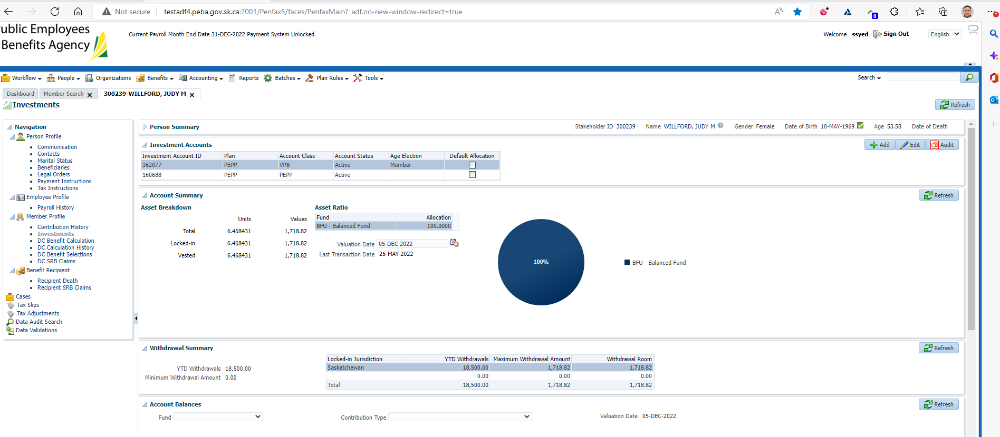 Not secure testadf4.peba.gov.sk.ca:7001/Penfax5/faces/PenfaxMain?_adf.no-new-window-redirect=true
ublic Employees
Benefits Agency
Current Payroll Month End Date 31-DEC-2022 Payment System Unlocked
Welcome ssyed Sign Out English
Workflow People Organizations Benefits Accounting Reports Batches Plan Rules Tools Search
Dashboard Member Search 300239-WILLFORD, JUDY M
Investments Refresh
Navigation
Person Profile
Communication
Contacts
Marital Status
Beneficiaries
Legal Orders
Payment Instructions
Tax Instructions
Employee Profile
Payroll History
Member Profile
Contribution History
Investments
DC Benefit Calculation
DC Calculation History
DC Benefit Selections
DC SRB Claims
Benefit Recipient
Recipient Death
Recipient SRB Claims
Cases
Tax Slips
Tax Adjustments
Data Audit Search
Data Validations
Person Summary Stakeholder ID 300239 Name WILLFORD, JUDY M Gender Female Date of Birth 10-MAY-1969 Age 53.58 Date of Death
Investment Accounts Add Edit Audit
Investment Account ID Plan Account Class Account Status Age Election Default Allocation
362077 PEPP VPB Active Member
160688 PEPP PEPP Active
Account Summary Refresh
Asset Breakdown
Units Values
Total 6.468431 1,718.82
Locked-in 6.468431 1,718.82
Vested 6.468431 1,718.82
Asset Ratio
Fund Allocation
BFU - Balanced Fund 100.0000
Valuation Date 05-DEC-2022
Last Transaction Date 25-MAY-2022
100%
BFU - Balanced Fund
Withdrawal Summary Refresh
YTD Withdrawals 18,500.00
Minimum Withdrawal Amount 0.00
Locked-in Jurisdiction YTD Withdrawals Maximum Withdrawal Amount Withdrawal Room
Saskatchewan 18,500.00 1,718.82 1,718.82
0.00 0.00 0.00
Total 18,500.00 1,718.82 1,718.82
Account Balances Refresh
Fund Contribution Type Valuation Date 05-DEC-2022